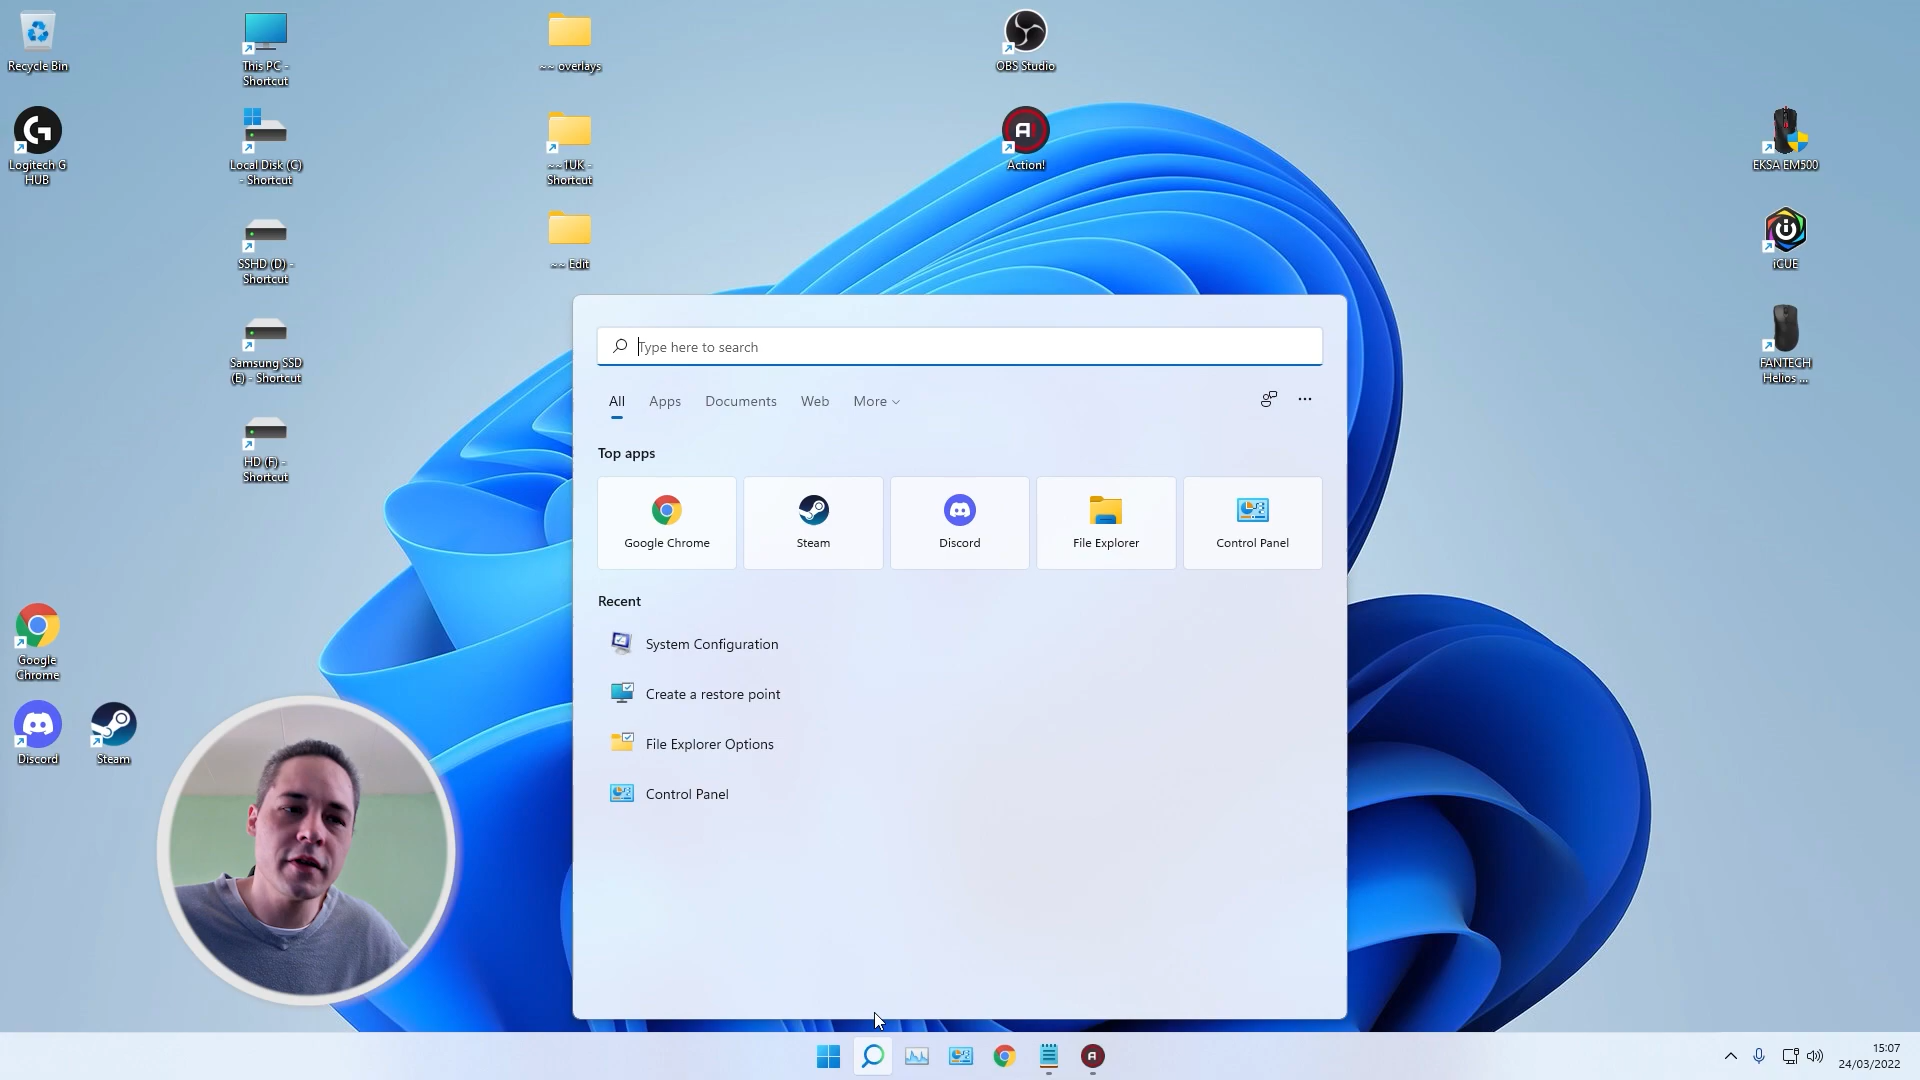 Recycle Bin
This PC -
Shortcut
~~ overlays
OBS Studio
Logitech G
HUB
Local Disk (C)
- Shortcut
~~1UK -
Shortcut
Action!
EKSA EM500
SSHD (D) -
Shortcut
~~ Edit
iCUE
Samsung SSD
(E) - Shortcut
FANTECH
Helios ...
HD (F) -
Shortcut
Google
Chrome
Discord
Steam
Type here to search
All
Apps
Documents
Web
More
Top apps
Google Chrome
Steam
Discord
File Explorer
Control Panel
Recent
System Configuration
Create a restore point
File Explorer Options
Control Panel
15:07
24/03/2022